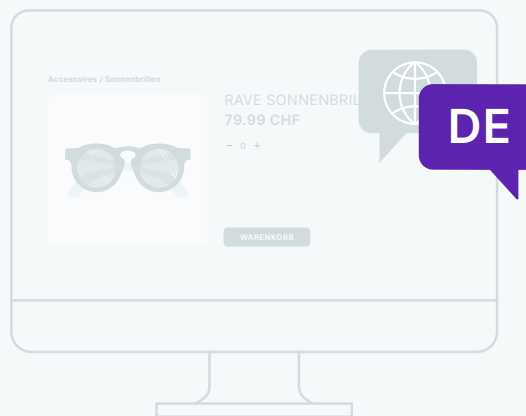 Accessoires / Sonnenbrillen
RAVE SONNENBRIL
79.99 CHF
− 0 +
WARENKORB
DE